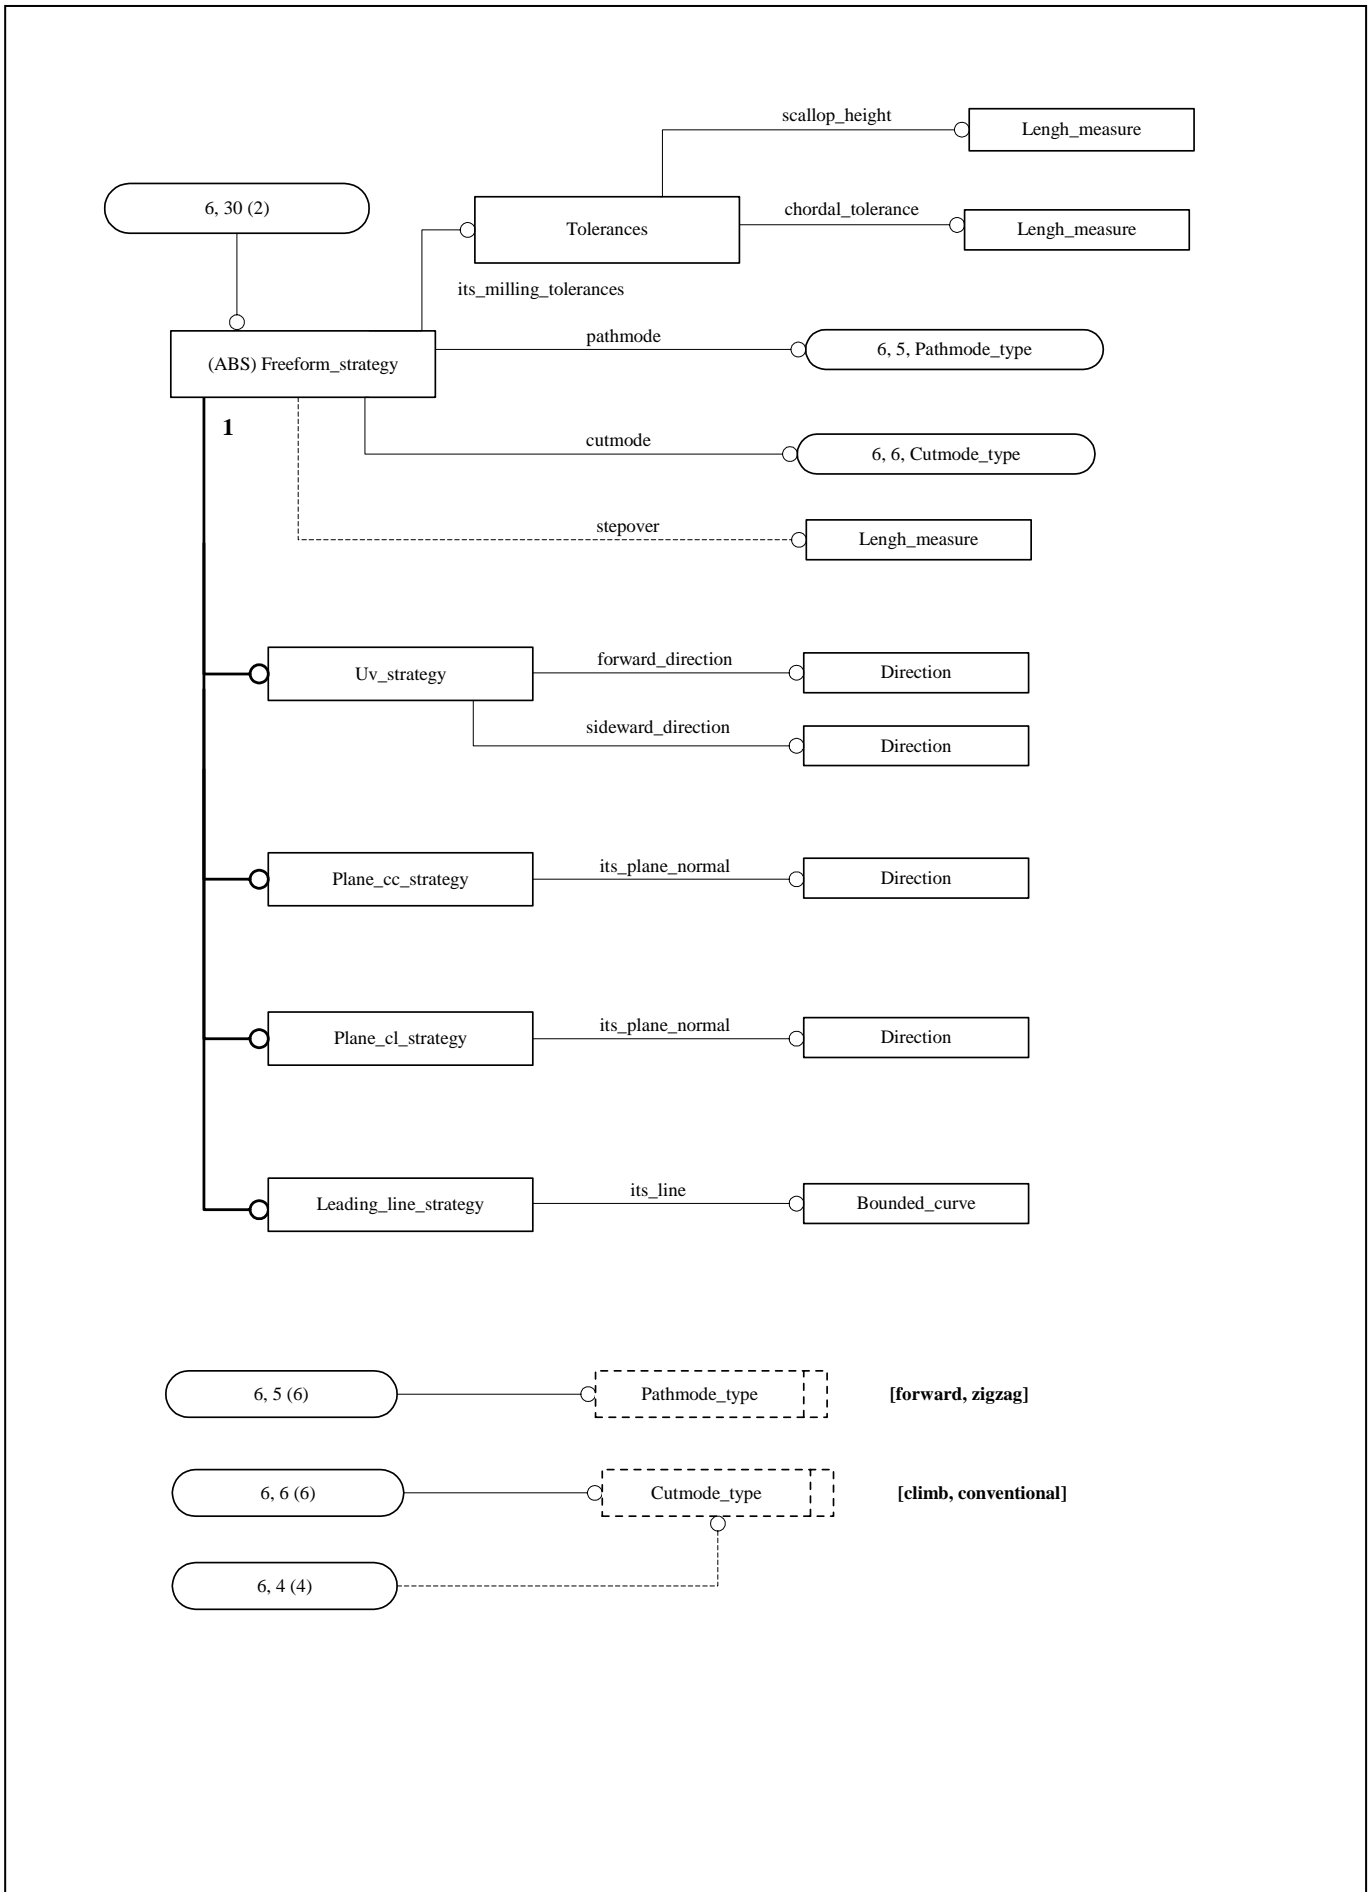 scallop_height
Lengh_measure
6, 30 (2)
Tolerances
chordal_tolerance
Lengh_measure
its_milling_tolerances
(ABS) Freeform_strategy
pathmode
6, 5, Pathmode_type
1
cutmode
6, 6, Cutmode_type
stepover
Lengh_measure
Uv_strategy
forward_direction
Direction
sideward_direction
Direction
Plane_cc_strategy
its_plane_normal
Direction
Plane_cl_strategy
its_plane_normal
Direction
Leading_line_strategy
its_line
Bounded_curve
6, 5 (6)
Pathmode_type
[forward, zigzag]
6, 6 (6)
Cutmode_type
[climb, conventional]
6, 4 (4)